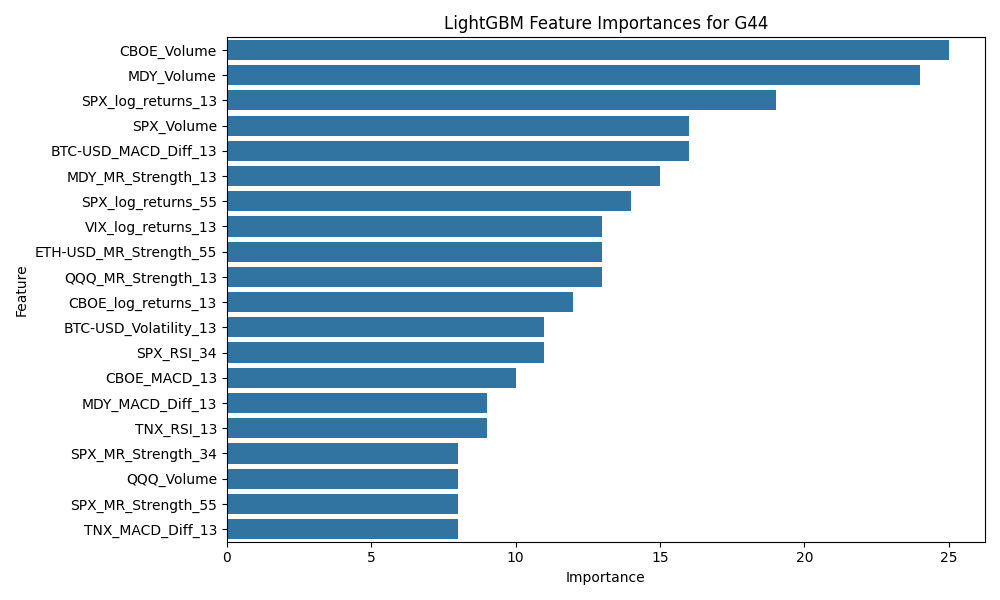 LightGBM Feature Importances for G44
CBOE_Volume
MDY_Volume
SPX_log_returns_13
SPX_Volume
BTC-USD_MACD_Diff_13
MDY_MR_Strength_13
SPX_log_returns_55
VIX_log_returns_13
ETH-USD_MR_Strength_55
QQQ_MR_Strength_13
CBOE_log_returns_13
BTC-USD_Volatility_13
SPX_RSI_34
CBOE_MACD_13
MDY_MACD_Diff_13
TNX_RSI_13
SPX_MR_Strength_34
QQQ_Volume
SPX_MR_Strength_55
TNX_MACD_Diff_13
Feature
0 5 10 15 20 25
Importance